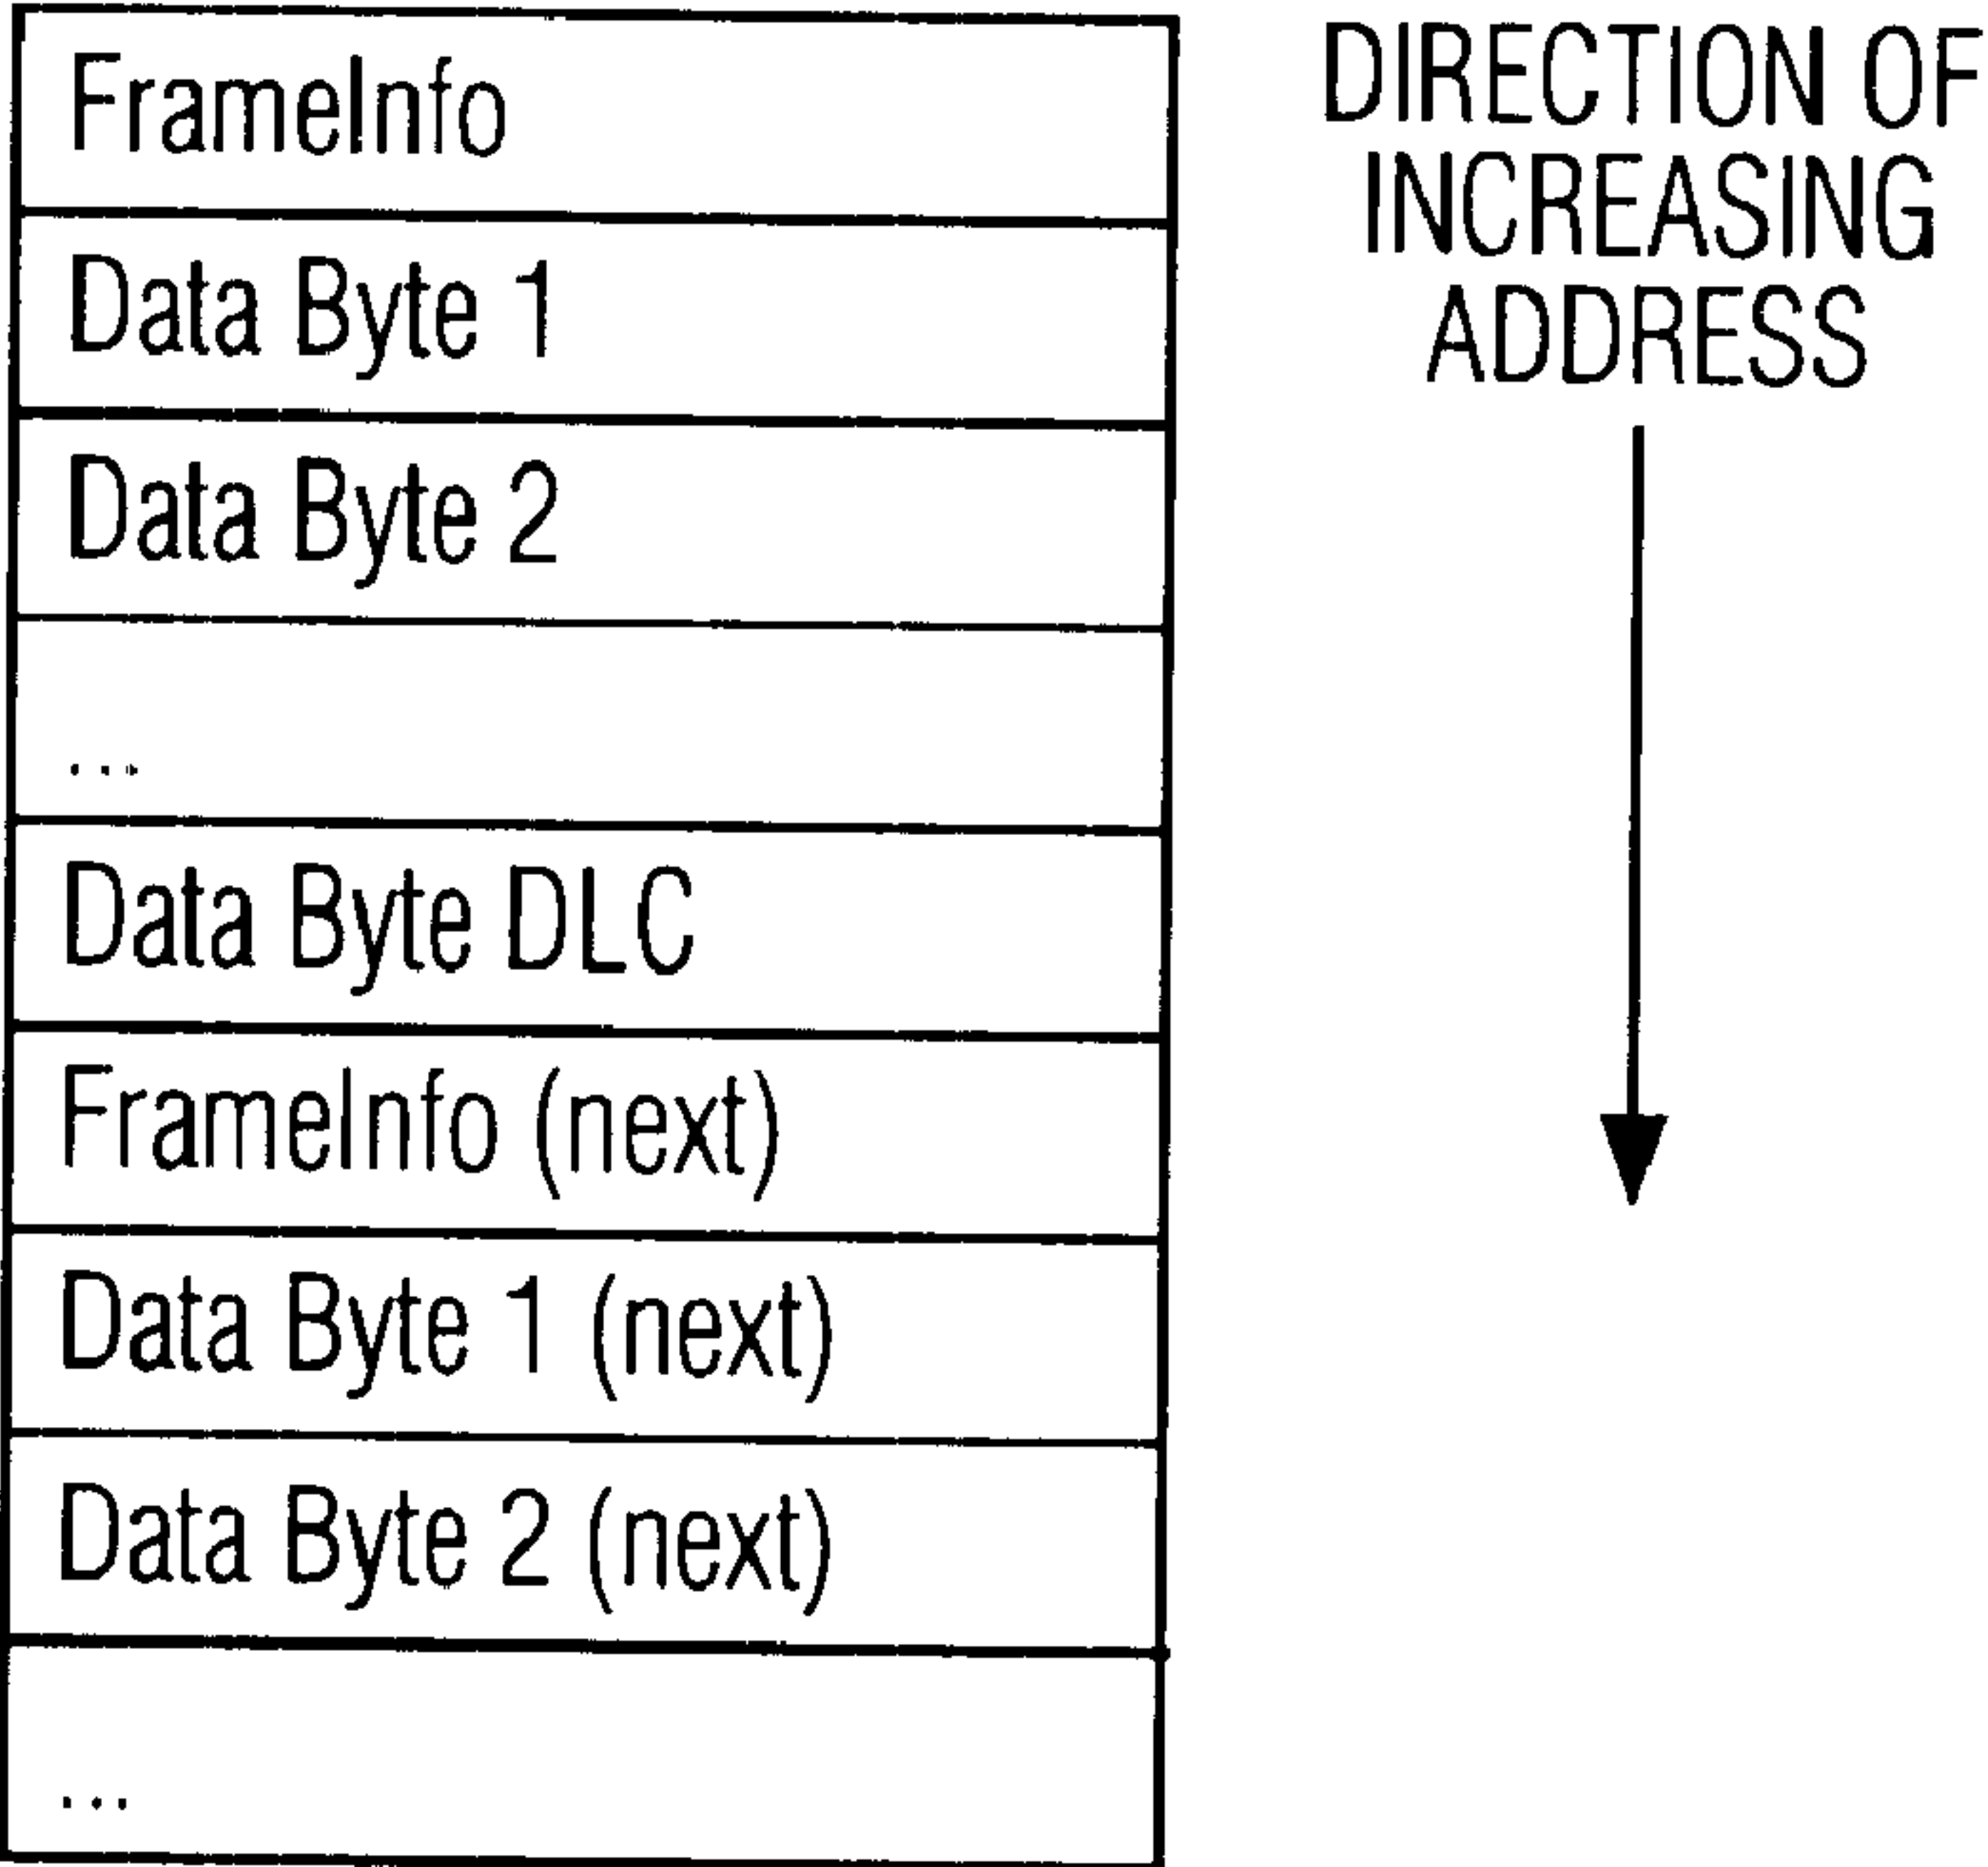 FrameInfo
Data Byte 1
Data Byte 2
...
Data Byte DLC
FrameInfo (next)
Data Byte 1 (next)
Data Byte 2 (next)
...
DIRECTION OF
INCREASING
ADDRESS